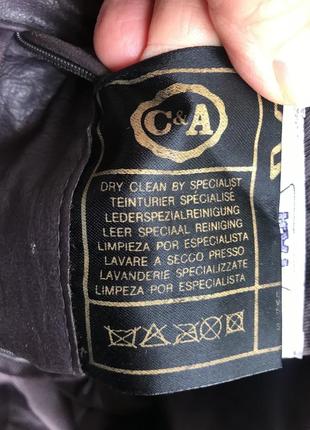 C&A
DRY CLEAN BY SPECIALIST
TEINTURIER SPECIALISÉ
LEDERSPEZIALREINIGUNG
LEER SPECIAAL REINIGING
LIMPIEZA POR ESPECIALISTA
LAVARE A SECCO PRESSO
LAVANDERIE SPECIALIZZATE
LIMPEZA POR ESPECIALISTA